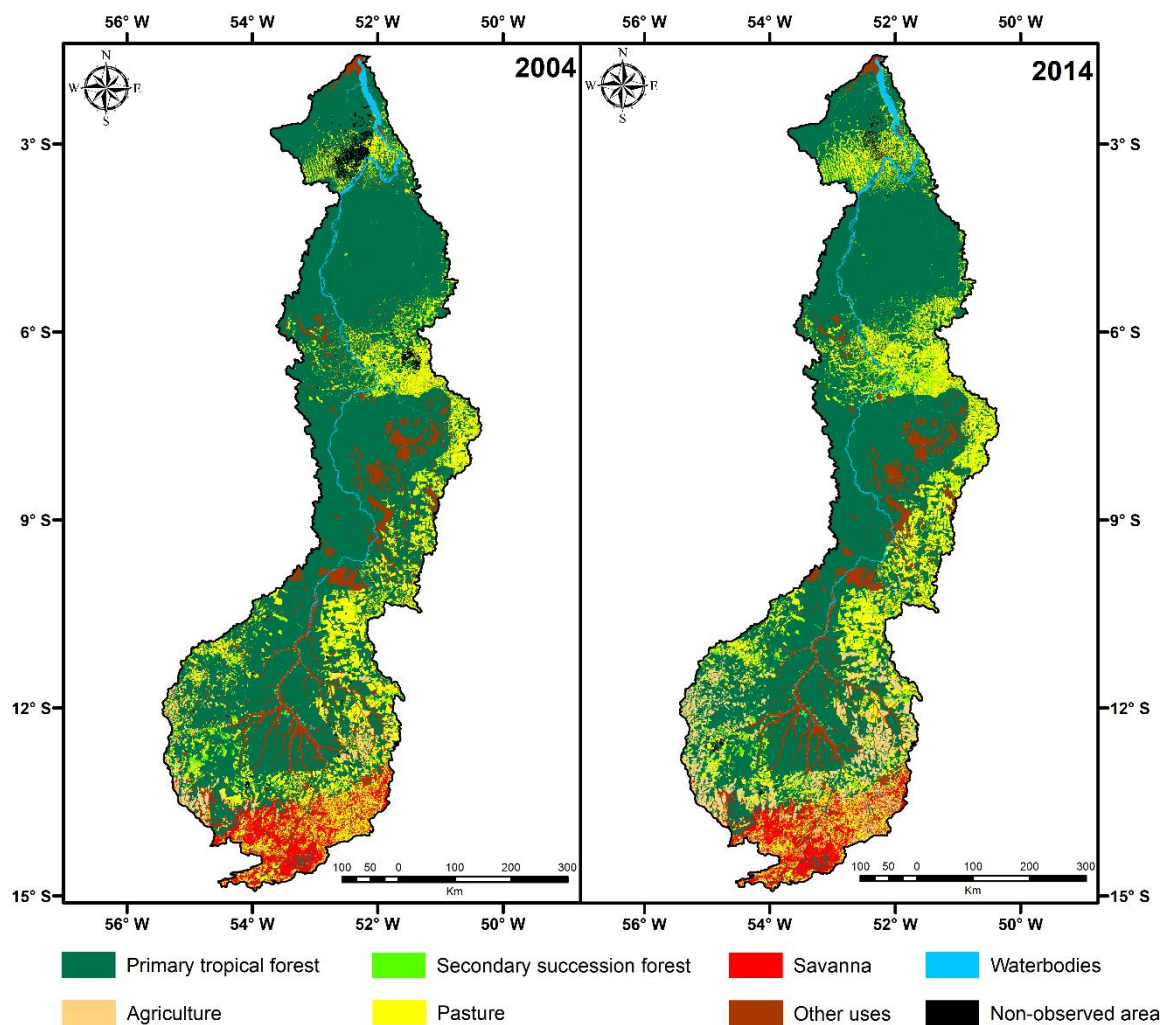 56° W 54° W 52° W 50° W 56° W 54° W 52° W 50° W
N
W E
S
2004
N
W E
S
2014
3° S 3° S
6° S 6° S
9° S 9° S
12° S 12° S
15° S 15° S
100 50 0 100 200 300
Km
100 50 0 100 200 300
Km
56° W 54° W 52° W 50° W 56° W 54° W 52° W 50° W
Primary tropical forest Secondary succession forest Savanna Waterbodies
Agriculture Pasture Other uses Non-observed area